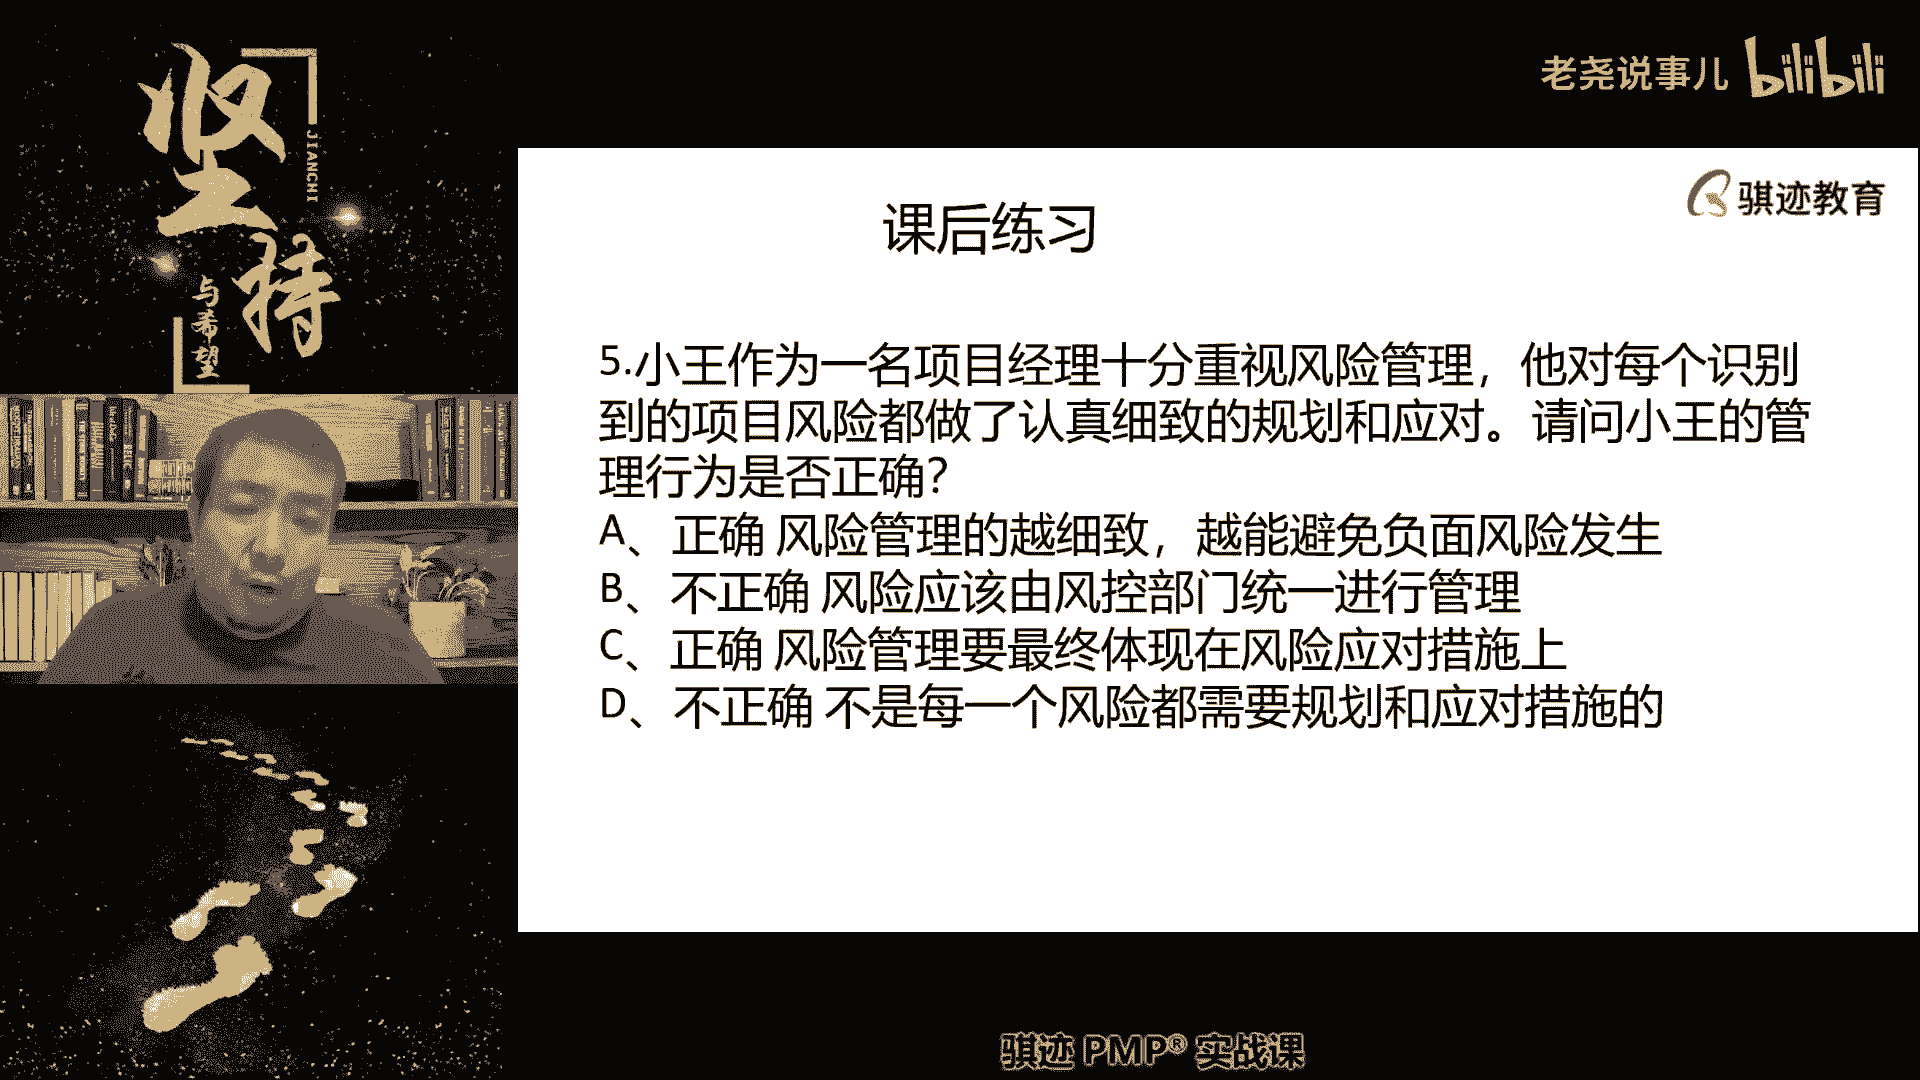 坚持
JIANCHI
与希望
老尧说事儿 bilibili
骐迹教育
课后练习
5.小王作为一名项目经理十分重视风险管理，他对每个识别
到的项目风险都做了认真细致的规划和应对。请问小王的管
理行为是否正确？
A、正确 风险管理的越细致，越能避免负面风险发生
B、不正确 风险应该由风控部门统一进行管理
C、正确 风险管理要最终体现在风险应对措施上
D、不正确 不是每一个风险都需要规划和应对措施的
骐迹 PMP® 实战课